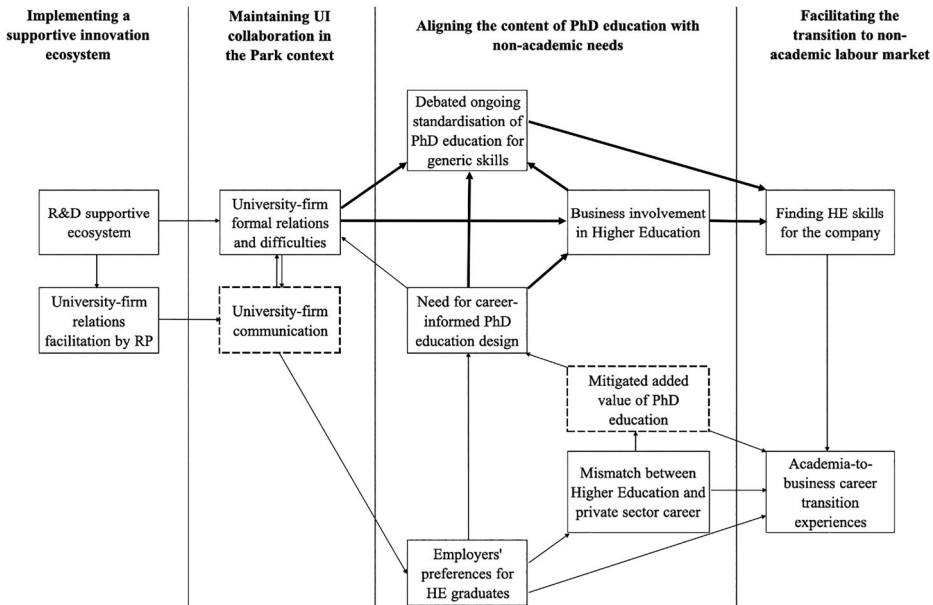 Implementing a
supportive innovation
ecosystem
Maintaining UI
collaboration in
the Park context
Aligning the content of PhD education with
non-academic needs
Facilitating the
transition to non-
academic labour market
Debated ongoing
standardisation of
PhD education for
generic skills
R&D supportive
ecosystem
University-firm
formal relations
and difficulties
Business involvement
in Higher Education
Finding HE skills
for the company
University-firm
relations
facilitation by RP
University-firm
communication
Need for career-
informed PhD
education design
Mitigated added
value of PhD
education
Mismatch between
Higher Education and
private sector career
Academia-to-
business career
transition
experiences
Employers'
preferences for
HE graduates